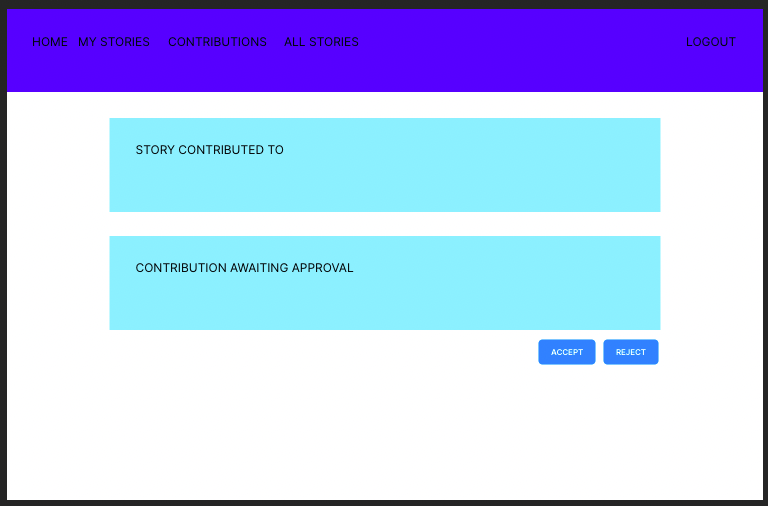 HOME MY STORIES CONTRIBUTIONS ALL STORIES LOGOUT
STORY CONTRIBUTED TO
CONTRIBUTION AWAITING APPROVAL
ACCEPT REJECT